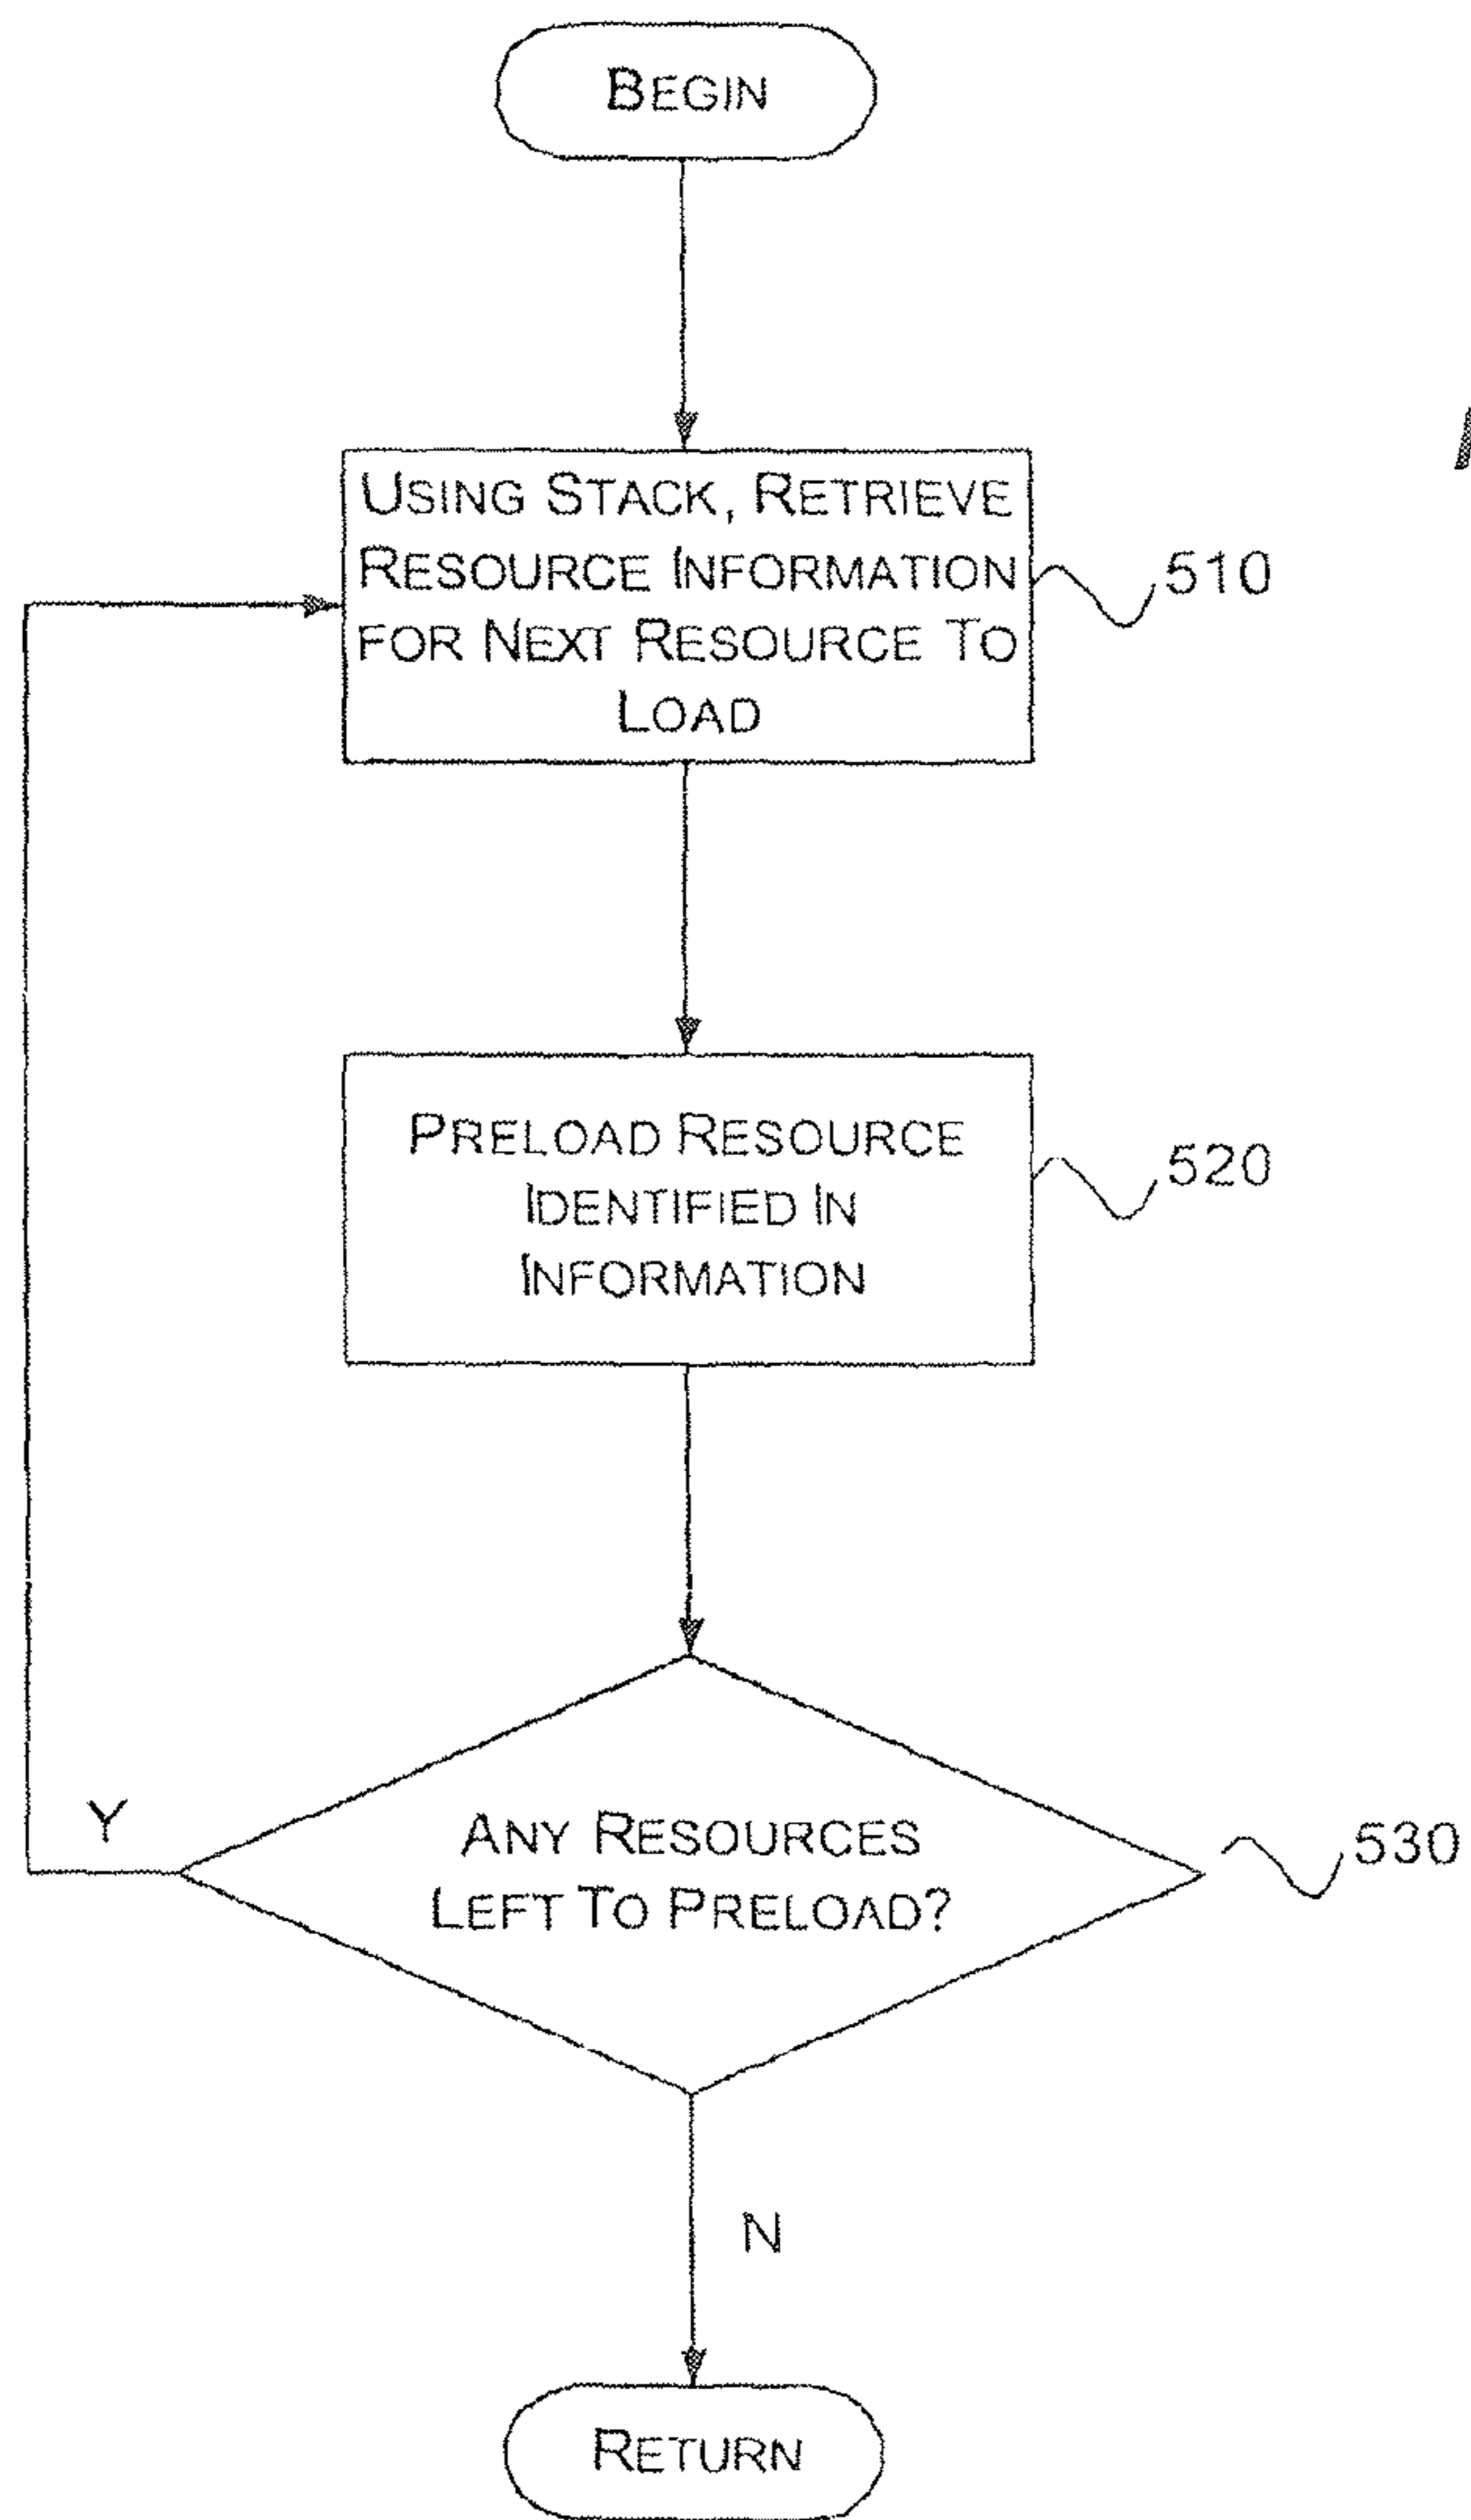 BEGIN
USING STACK, RETRIEVE
RESOURCE INFORMATION
FOR NEXT RESOURCE TO
LOAD
510
PRELOAD RESOURCE
IDENTIFIED IN
INFORMATION
520
ANY RESOURCES
LEFT TO PRELOAD?
530
Y
N
RETURN